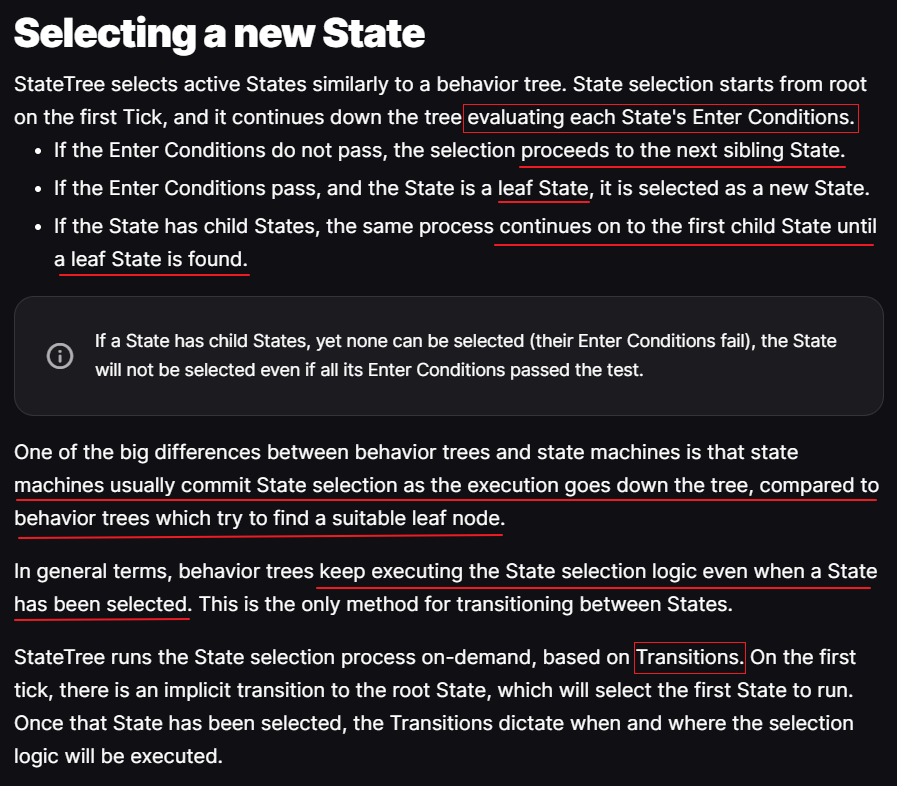 Selecting a new State
StateTree selects active States similarly to a behavior tree. State selection starts from root
on the first Tick, and it continues down the tree evaluating each State's Enter Conditions.
• If the Enter Conditions do not pass, the selection proceeds to the next sibling State.
• If the Enter Conditions pass, and the State is a leaf State, it is selected as a new State.
• If the State has child States, the same process continues on to the first child State until
a leaf State is found.
If a State has child States, yet none can be selected (their Enter Conditions fail), the State
will not be selected even if all its Enter Conditions passed the test.
One of the big differences between behavior trees and state machines is that state
machines usually commit State selection as the execution goes down the tree, compared to
behavior trees which try to find a suitable leaf node.
In general terms, behavior trees keep executing the State selection logic even when a State
has been selected. This is the only method for transitioning between States.
StateTree runs the State selection process on-demand, based on Transitions. On the first
tick, there is an implicit transition to the root State, which will select the first State to run.
Once that State has been selected, the Transitions dictate when and where the selection
logic will be executed.